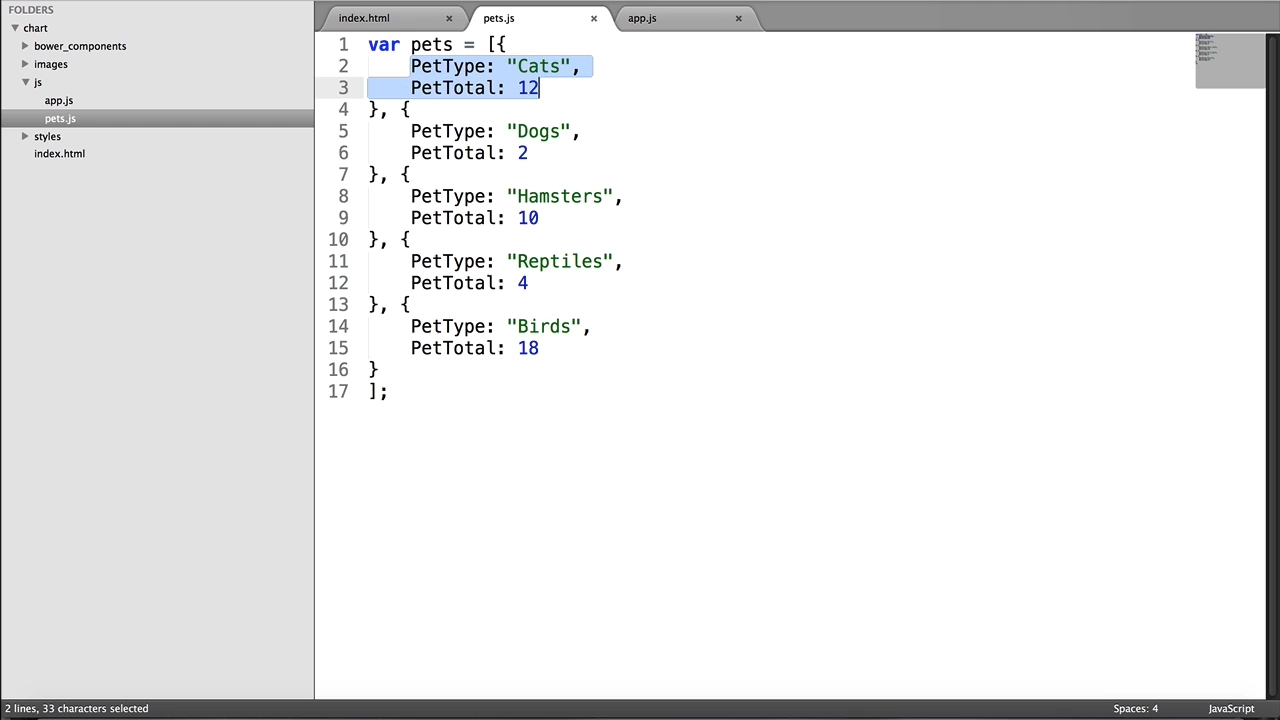 FOLDERS
chart
bower_components
images
js
app.js
pets.js
styles
index.html
index.html × pets.js × app.js ×
1 var pets = [{
2 PetType: "Cats",
3 PetTotal: 12
4 }, {
5 PetType: "Dogs",
6 PetTotal: 2
7 }, {
8 PetType: "Hamsters",
9 PetTotal: 10
10 }, {
11 PetType: "Reptiles",
12 PetTotal: 4
13 }, {
14 PetType: "Birds",
15 PetTotal: 18
16 }
17 ];
2 lines, 33 characters selected Spaces: 4 JavaScript